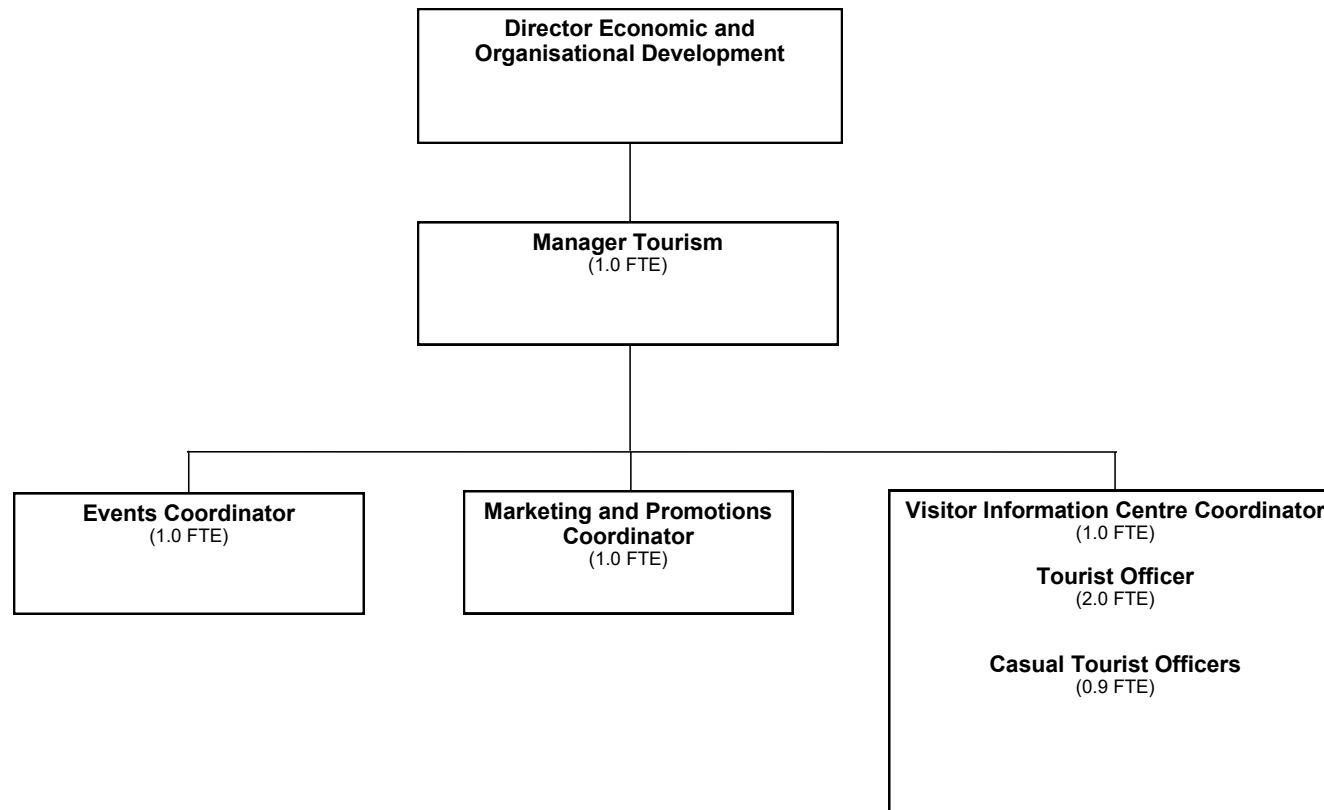 Director Economic and
Organisational Development
Manager Tourism
(1.0 FTE)
Events Coordinator
(1.0 FTE)
Marketing and Promotions
Coordinator
(1.0 FTE)
Visitor Information Centre Coordinator
(1.0 FTE)
Tourist Officer
(2.0 FTE)
Casual Tourist Officers
(0.9 FTE)